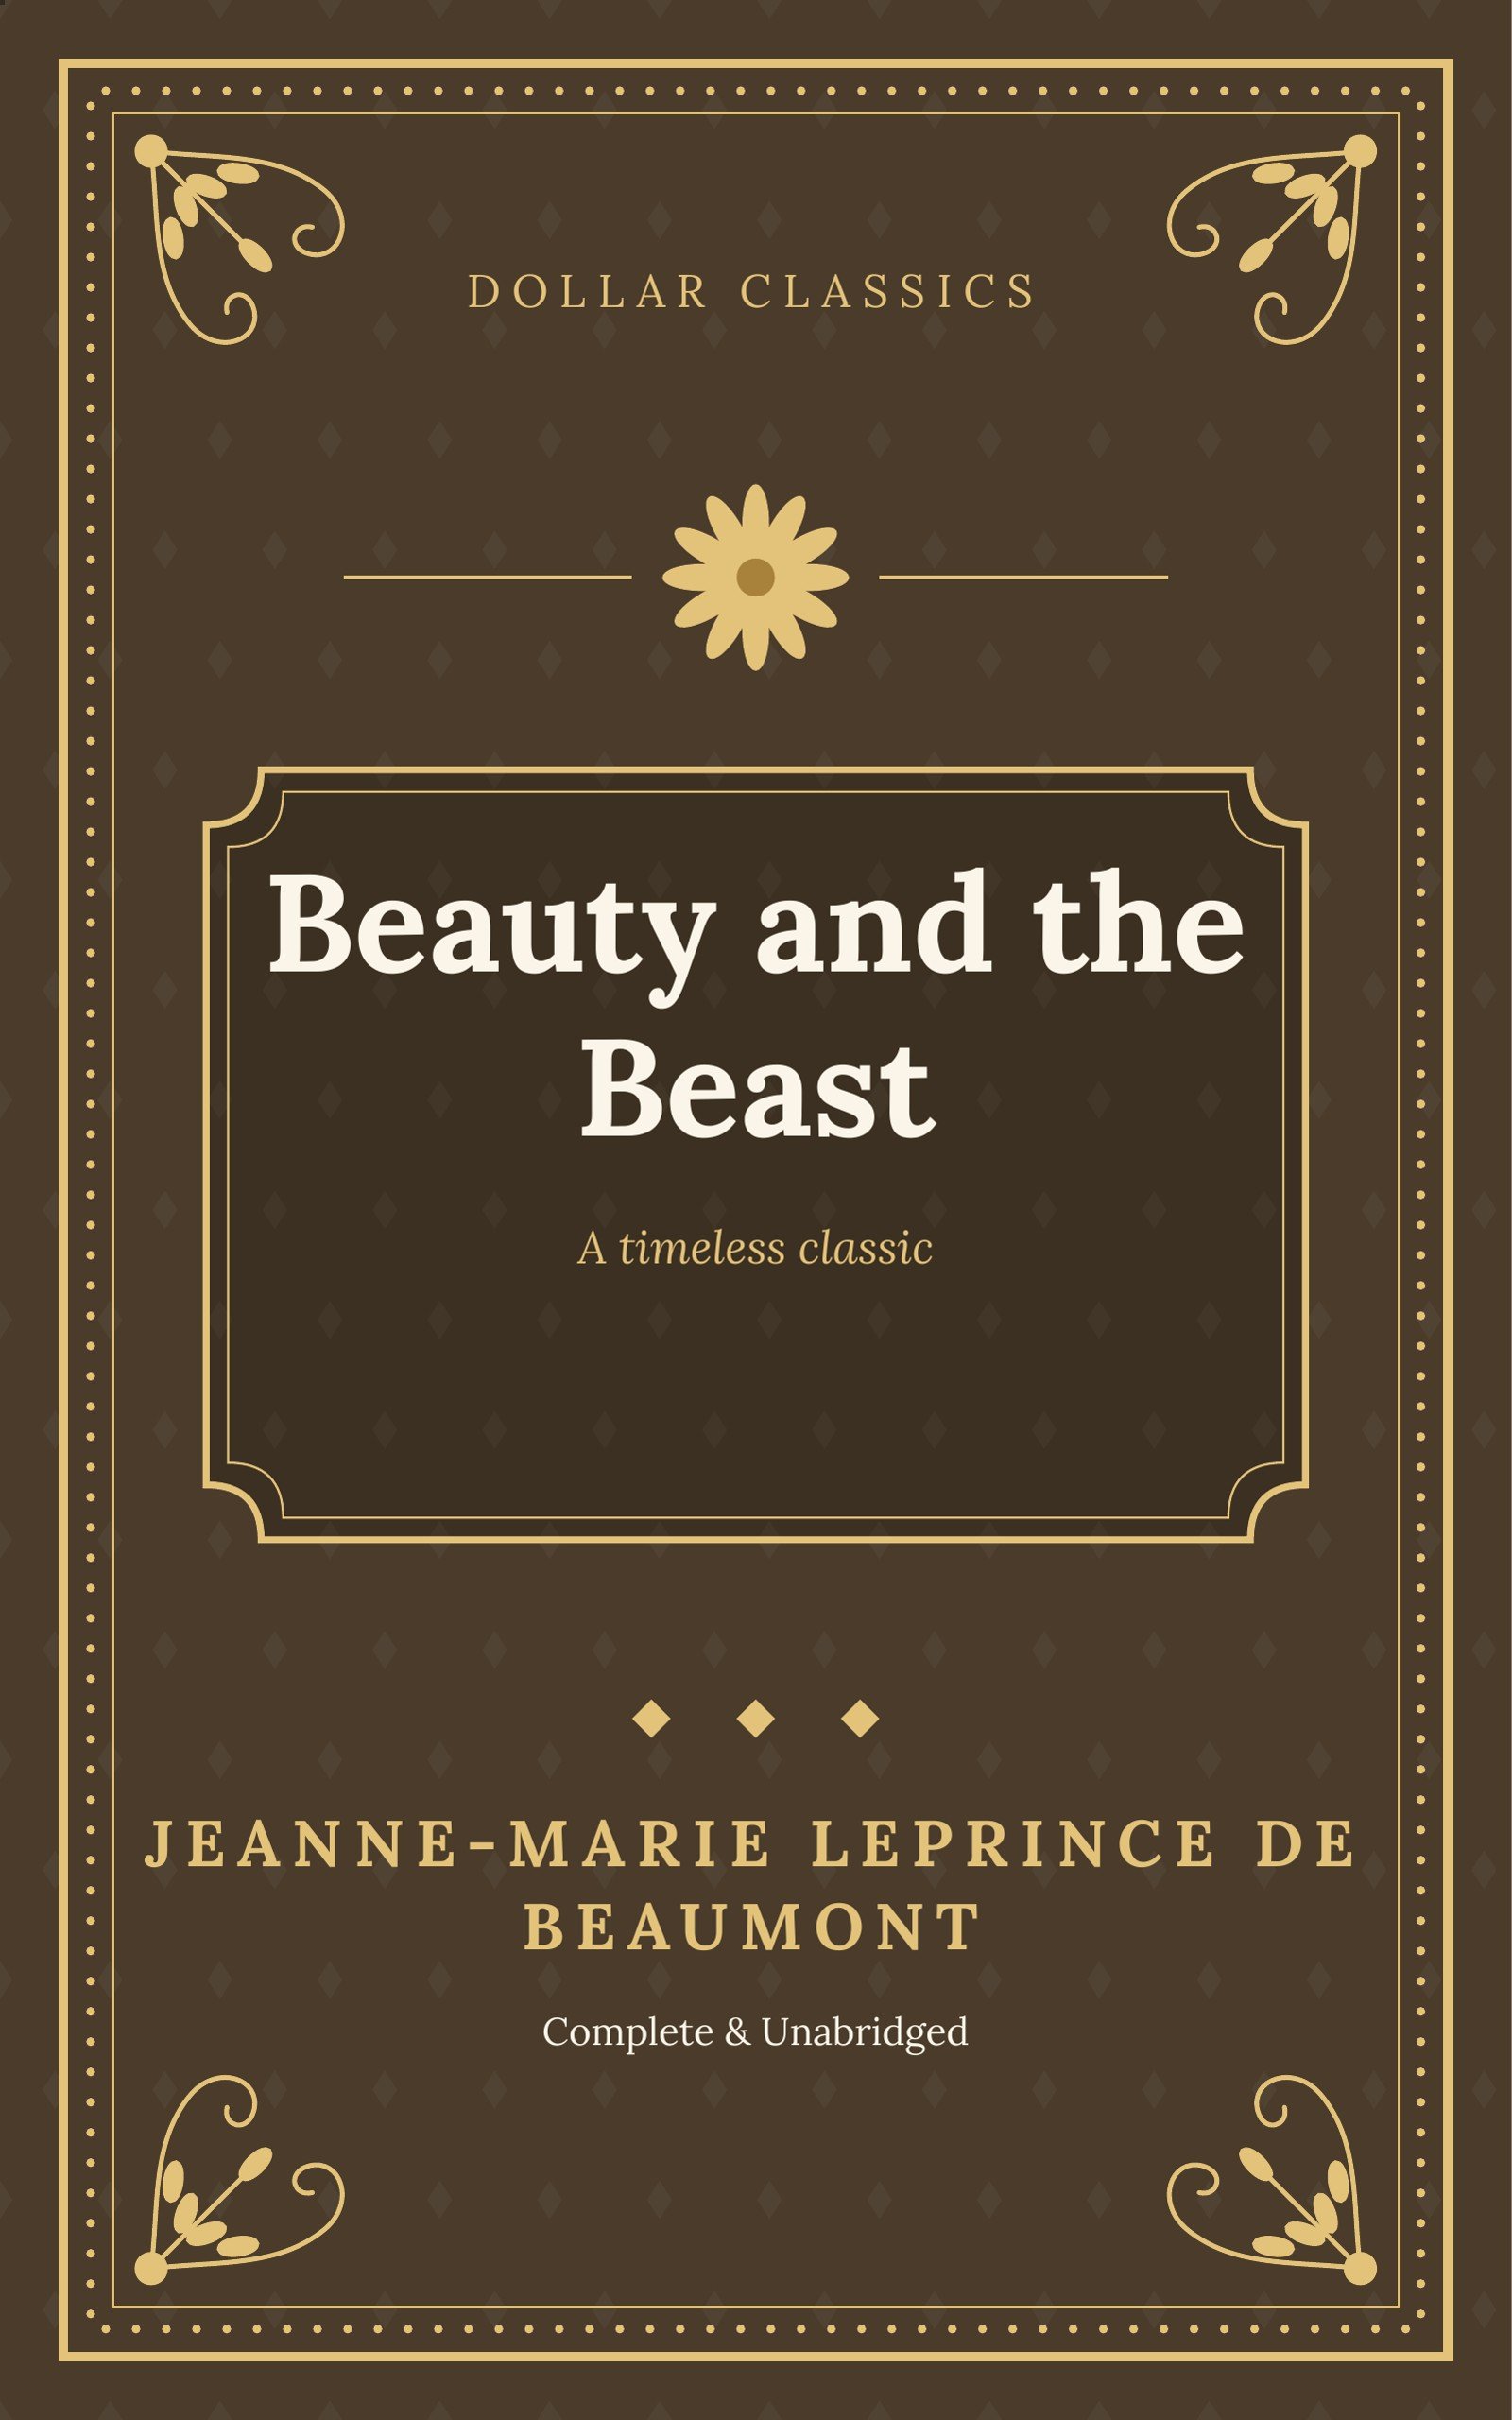 DOLLAR CLASSICS
Beauty and the
Beast
A timeless classic
JEANNE-MARIE LEPRINCE DE
BEAUMONT
Complete & Unabridged